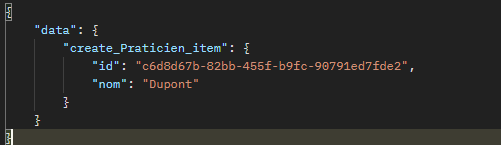 {
"data": {
"create_Praticien_item": {
"id": "c6d8d67b-82bb-455f-b9fc-90791ed7fde2",
"nom": "Dupont"
}
}
}